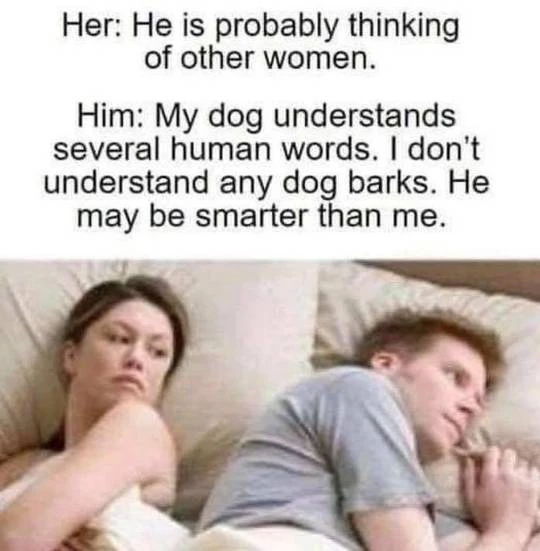 Her: He is probably thinking
of other women.
Him: My dog understands
several human words. I don't
understand any dog barks. He
may be smarter than me.